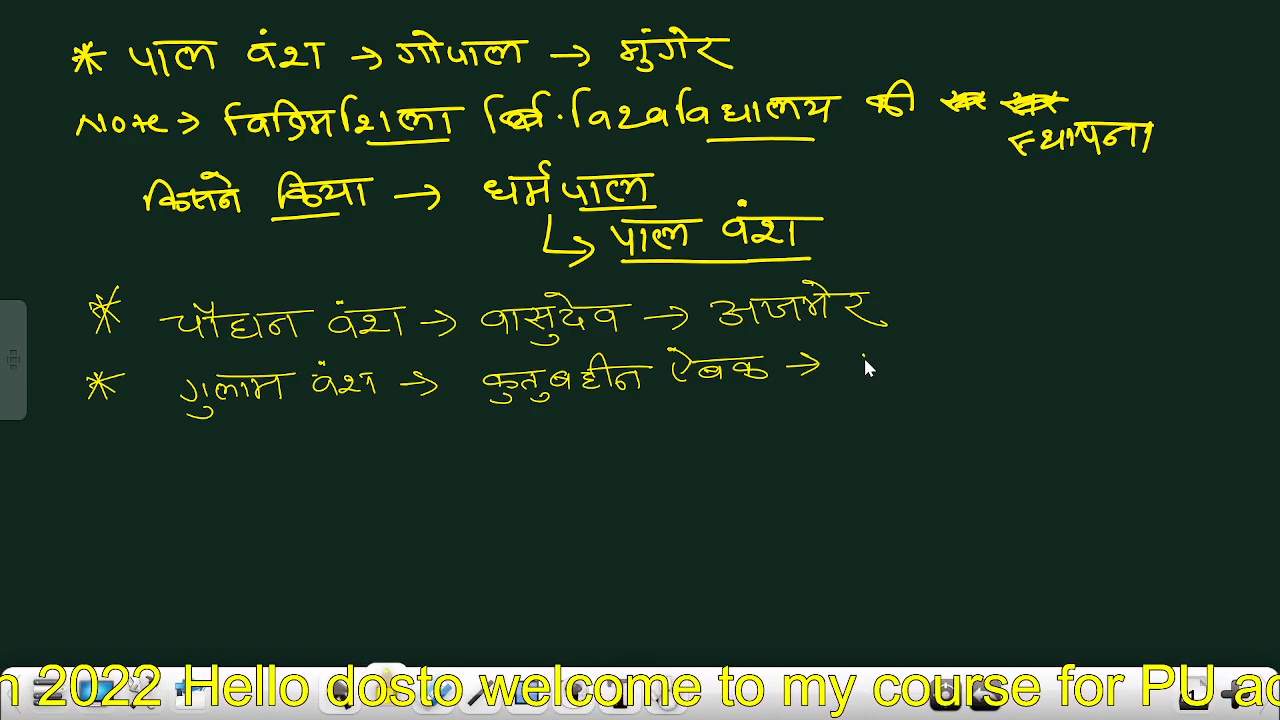 * पाल वंश → गोपाल → मुंगेर
Note → विक्रमशिला विश्वविद्यालय की
स्थापना
किसने किया → धर्मपाल
↳ पाल वंश
* चौहान वंश → वासुदेव → अजमेर
* गुलाम वंश → कुतुबद्दीन ऐबक →
2022 Hello dosto welcome to my course for PU